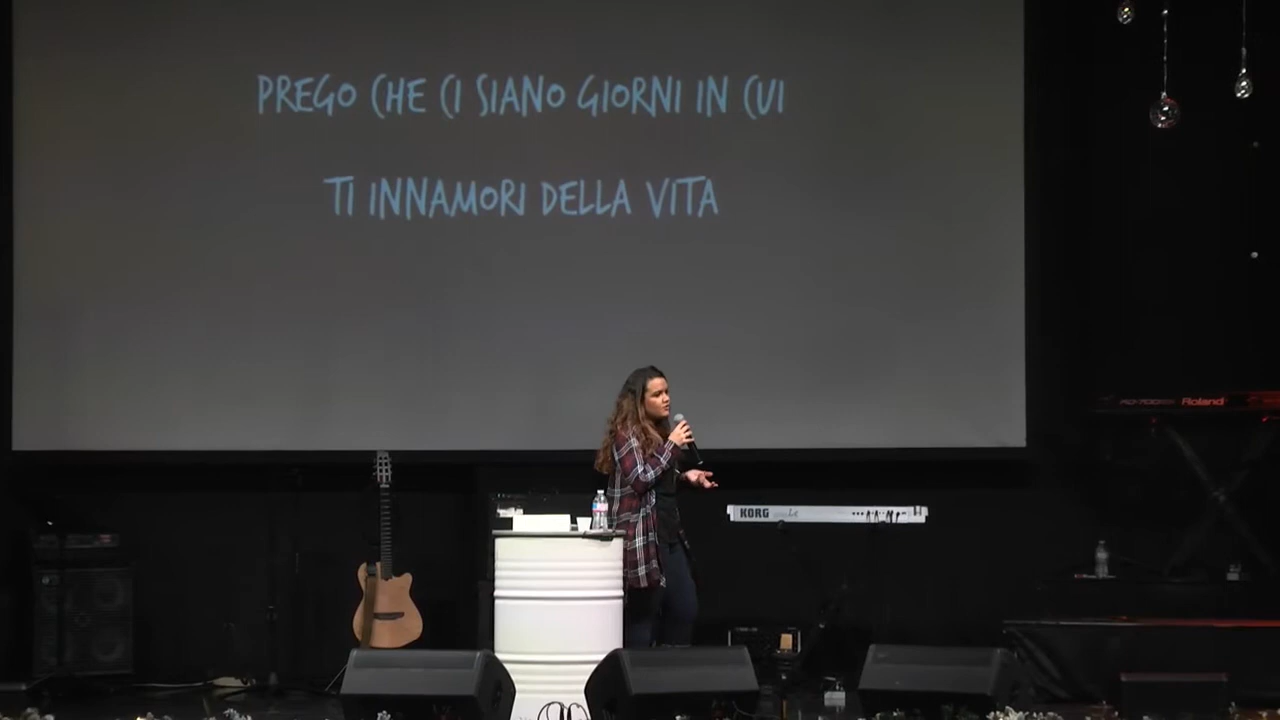 PREGO CHE CI SIANO GIORNI IN CUI
TI INNAMORI DELLA VITA
Roland
KORG